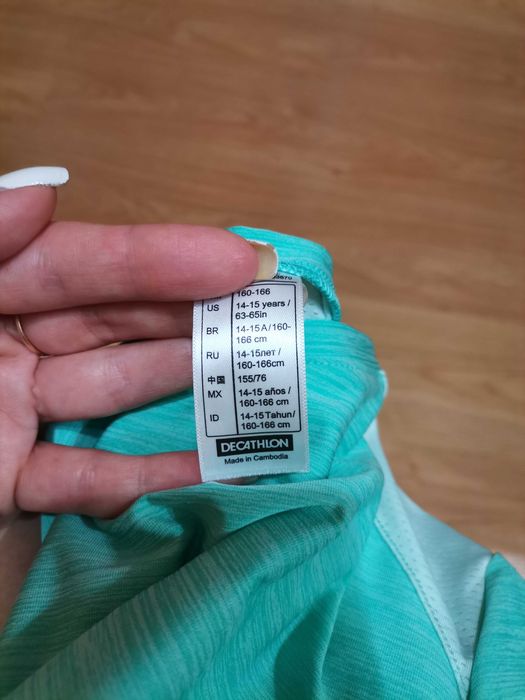 160-166
US 14-15 years /
63-65in
BR 14-15A/160-
166 cm
RU 14-15лет /
160-166cm
中国 155/76
MX 14-15 años /
160-166 cm
ID 14-15 Tahun/
160-166 cm
DECATHLON
Made in Cambodia